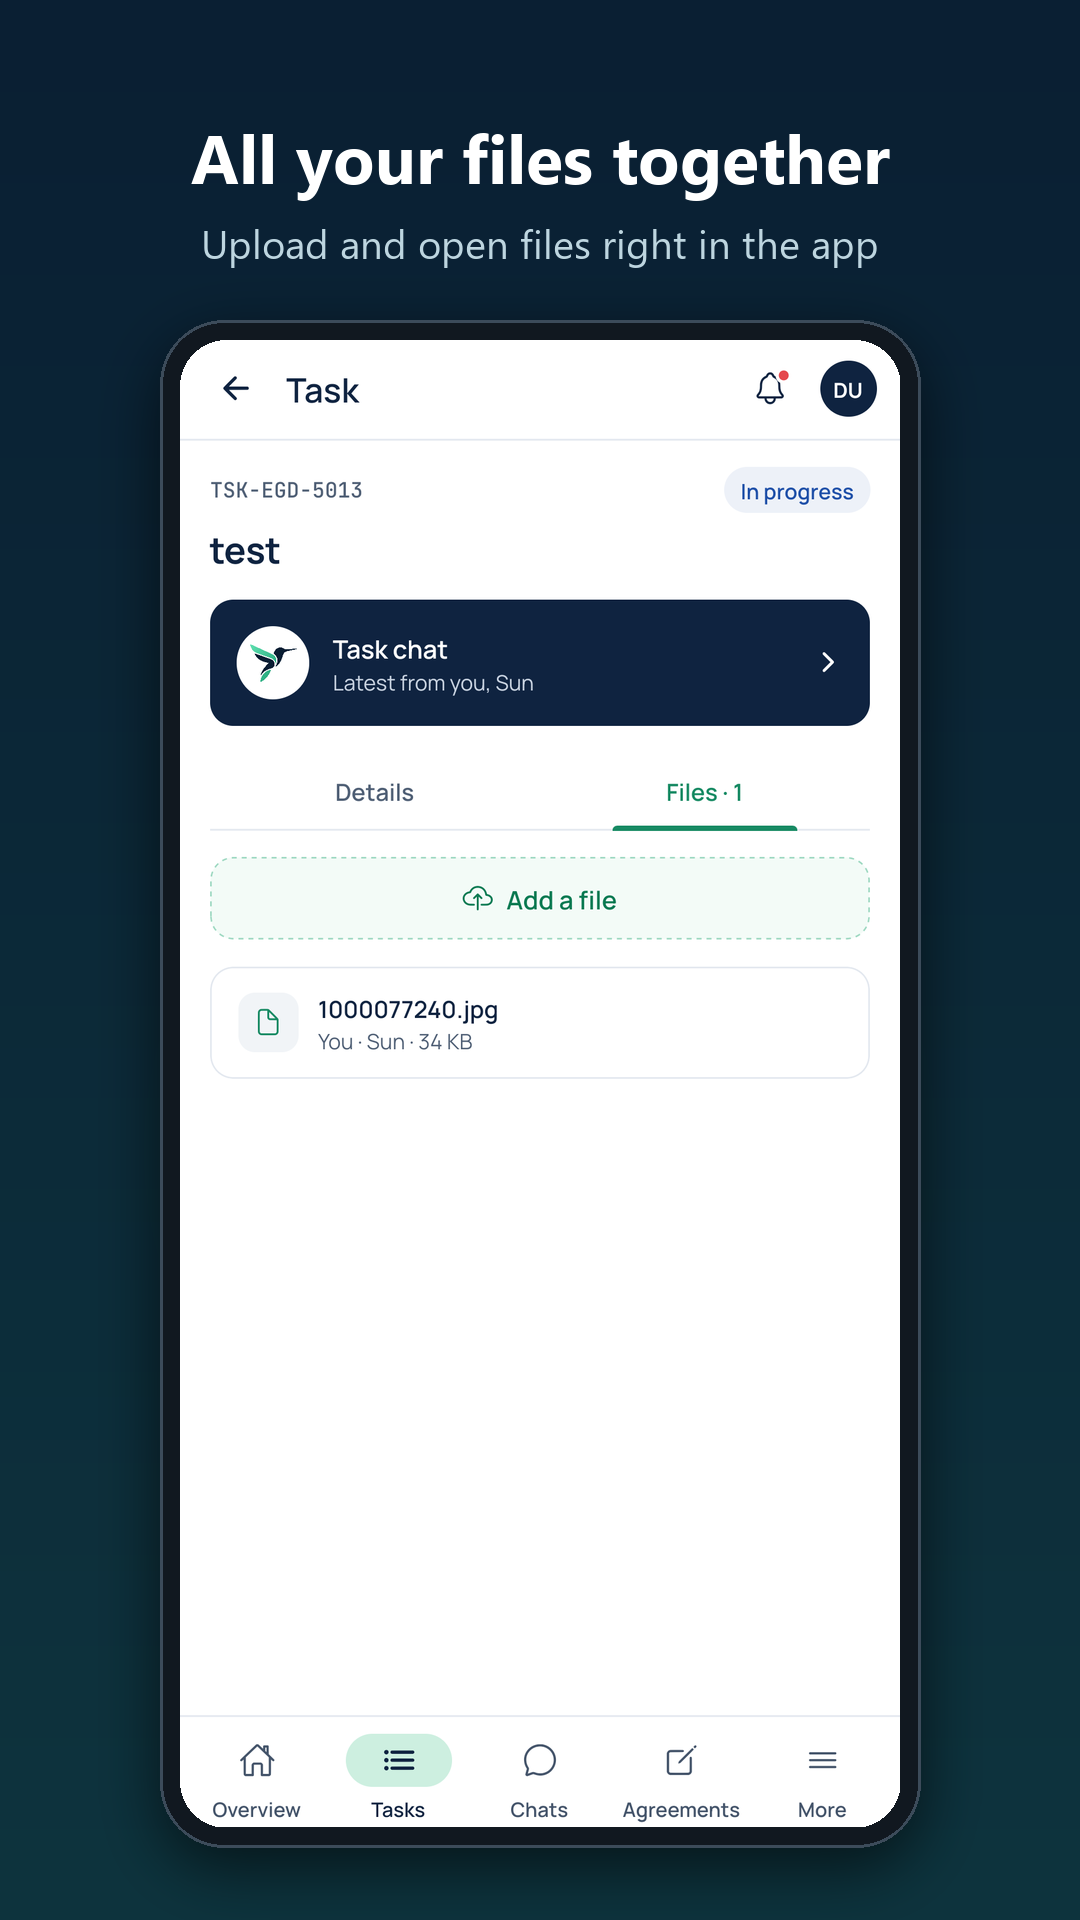 All your files together
Upload and open files right in the app
Task
DU
TSK-EGD-5013
In progress
test
Task chat
Latest from you, Sun
Details
Files · 1
Add a file
1000077240.jpg
You · Sun · 34 KB
Overview
Tasks
Chats
Agreements
More